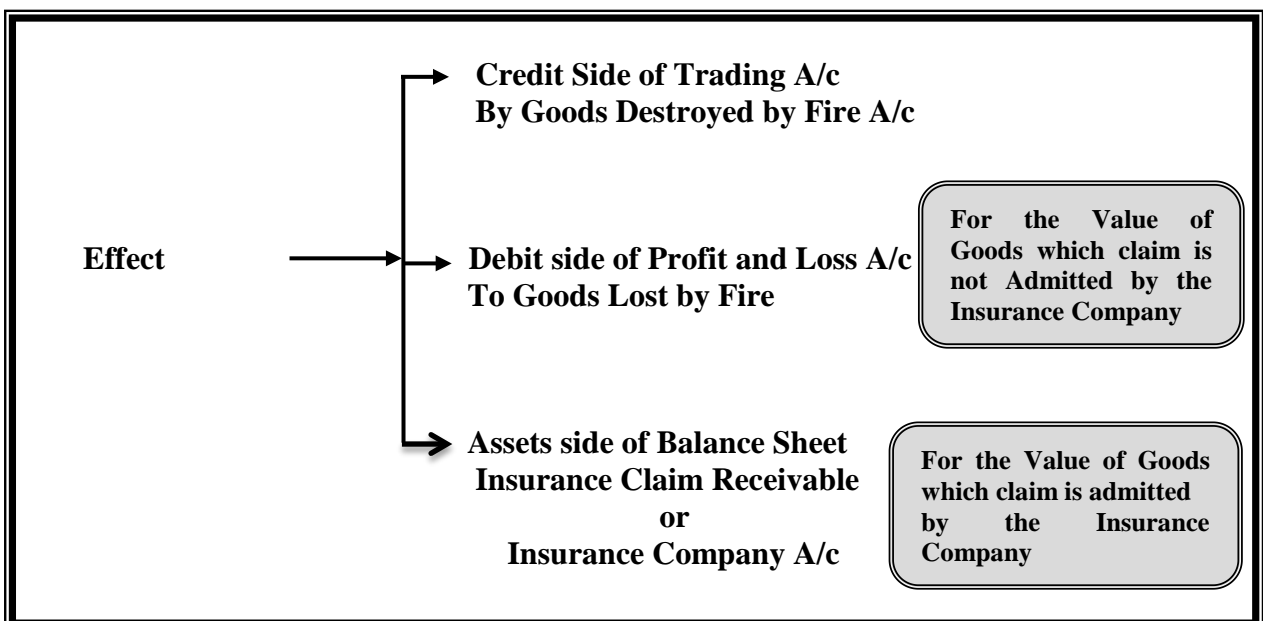 Credit Side of Trading A/c
By Goods Destroyed by Fire A/c
Effect
Debit side of Profit and Loss A/c
To Goods Lost by Fire
For the Value of
Goods which claim is
not Admitted by the
Insurance Company
Assets side of Balance Sheet
Insurance Claim Receivable
or
Insurance Company A/c
For the Value of Goods
which claim is admitted
by the Insurance
Company